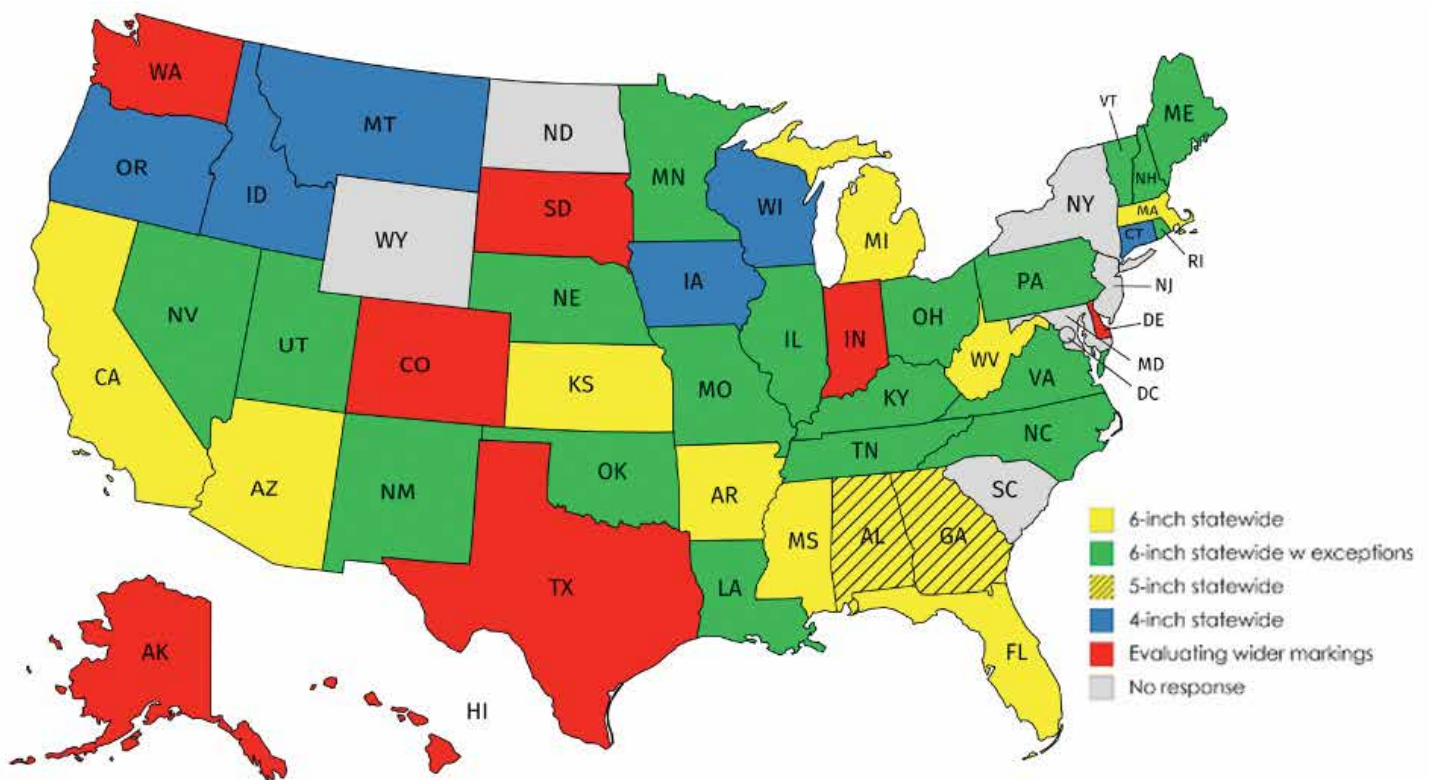 WA
MT
ND
OR
ID
MN
VT
ME
NH
SD
WI
NY
MA
WY
CT
MI
RI
IA
PA
NJ
NE
NV
OH
DE
UT
IL
IN
CO
WV
MD
CA
KS
MO
VA
DC
KY
NC
TN
OK
AZ
NM
AR
SC
MS
AL
GA
TX
LA
AK
FL
HI
6-inch statewide
6-inch statewide w exceptions
5-inch statewide
4-inch statewide
Evaluating wider markings
No response